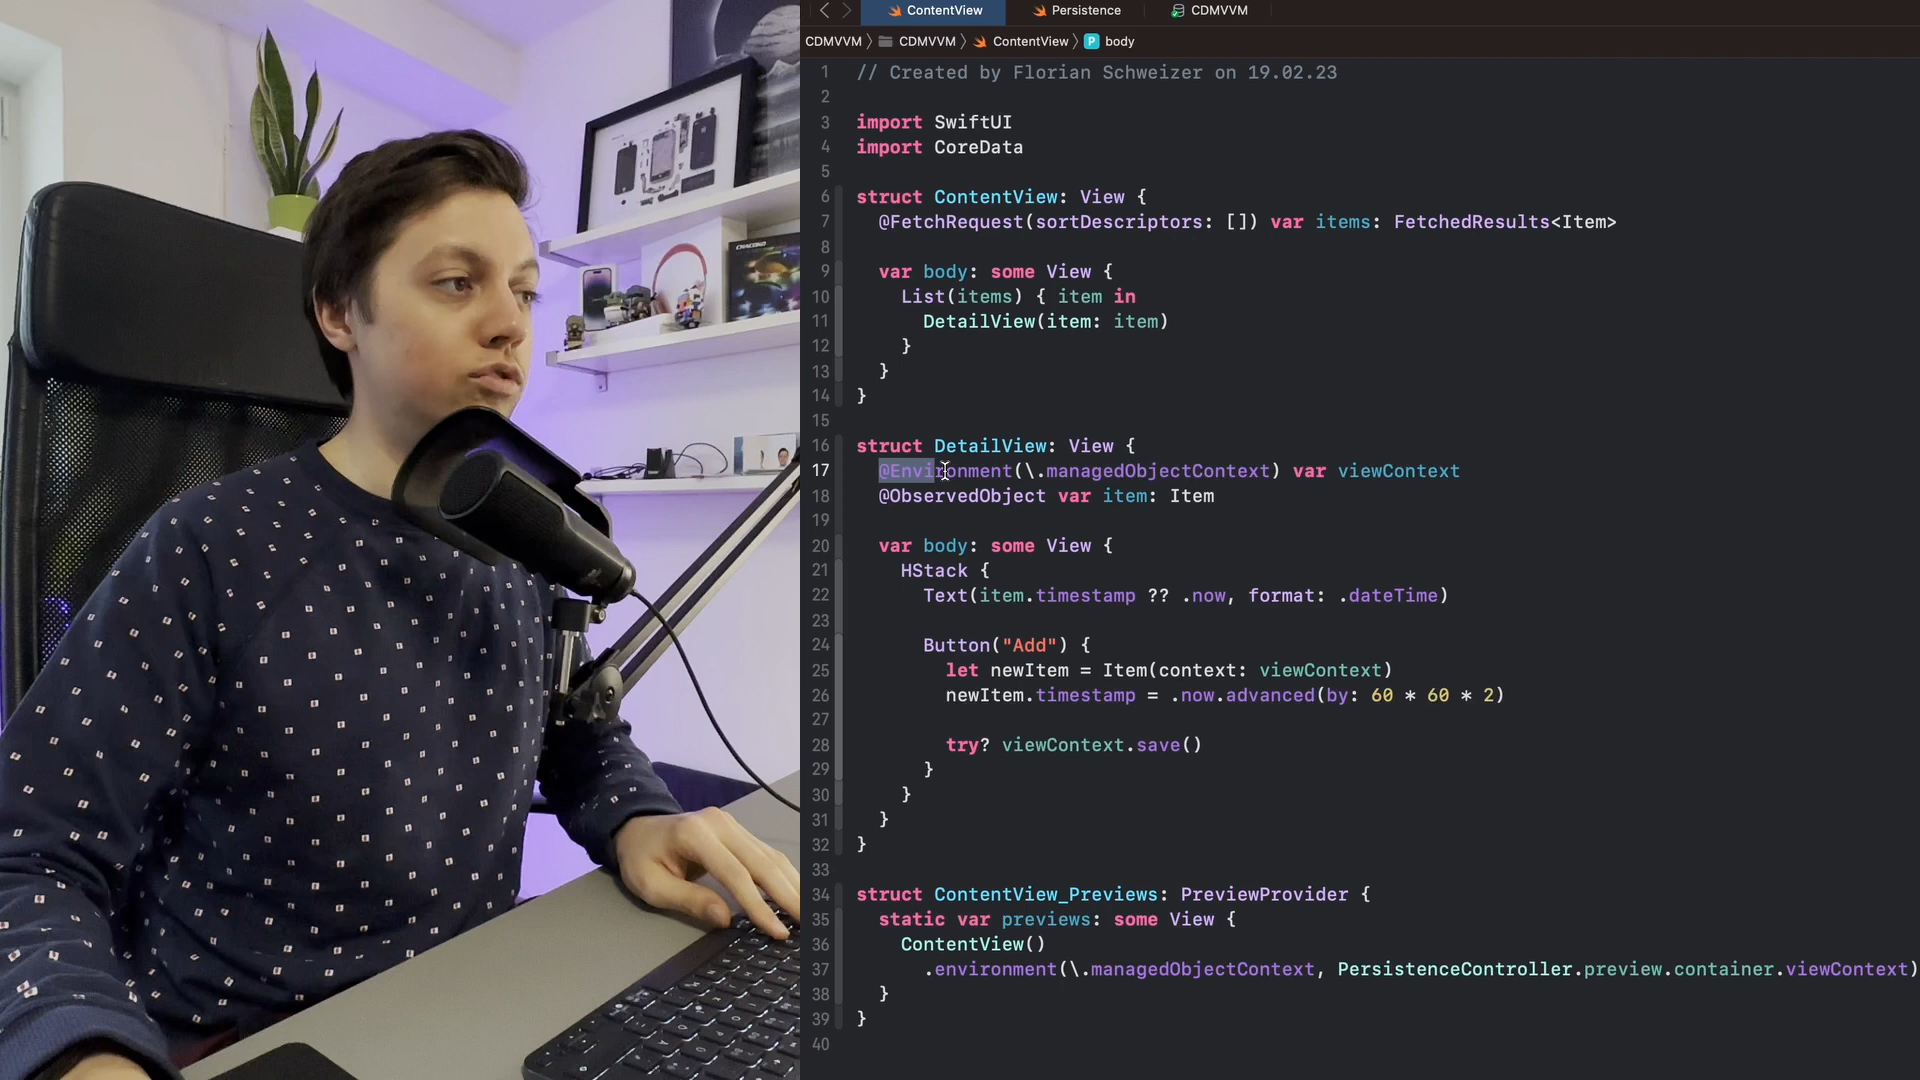 ContentView
Persistence
CDMVVM
CDMVVM
CDMVVM
ContentView
P
body
1 // Created by Florian Schweizer on 19.02.23
2
3 import SwiftUI
4 import CoreData
5
6 struct ContentView: View {
7 @FetchRequest(sortDescriptors: []) var items: FetchedResults<Item>
8
9 var body: some View {
10 List(items) { item in
11 DetailView(item: item)
12 }
13 }
14 }
15
16 struct DetailView: View {
17 @Environment(\.managedObjectContext) var viewContext
18 @ObservedObject var item: Item
19
20 var body: some View {
21 HStack {
22 Text(item.timestamp ?? .now, format: .dateTime)
23
24 Button("Add") {
25 let newItem = Item(context: viewContext)
26 newItem.timestamp = .now.advanced(by: 60 * 60 * 2)
27
28 try? viewContext.save()
29 }
30 }
31 }
32 }
33
34 struct ContentView_Previews: PreviewProvider {
35 static var previews: some View {
36 ContentView()
37 .environment(\.managedObjectContext, PersistenceController.preview.container.viewContext)
38 }
39 }
40